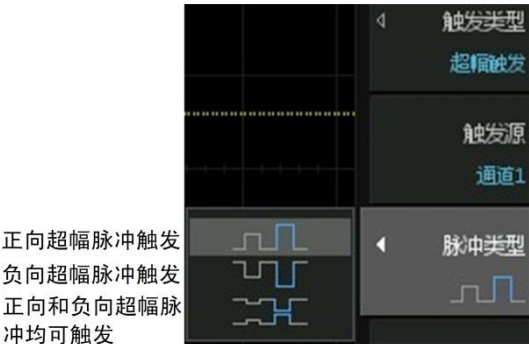 触发类型
超幅触发
触发源
通道1
脉冲类型
正向超幅脉冲触发
负向超幅脉冲触发
正向和负向超幅脉
冲均可触发